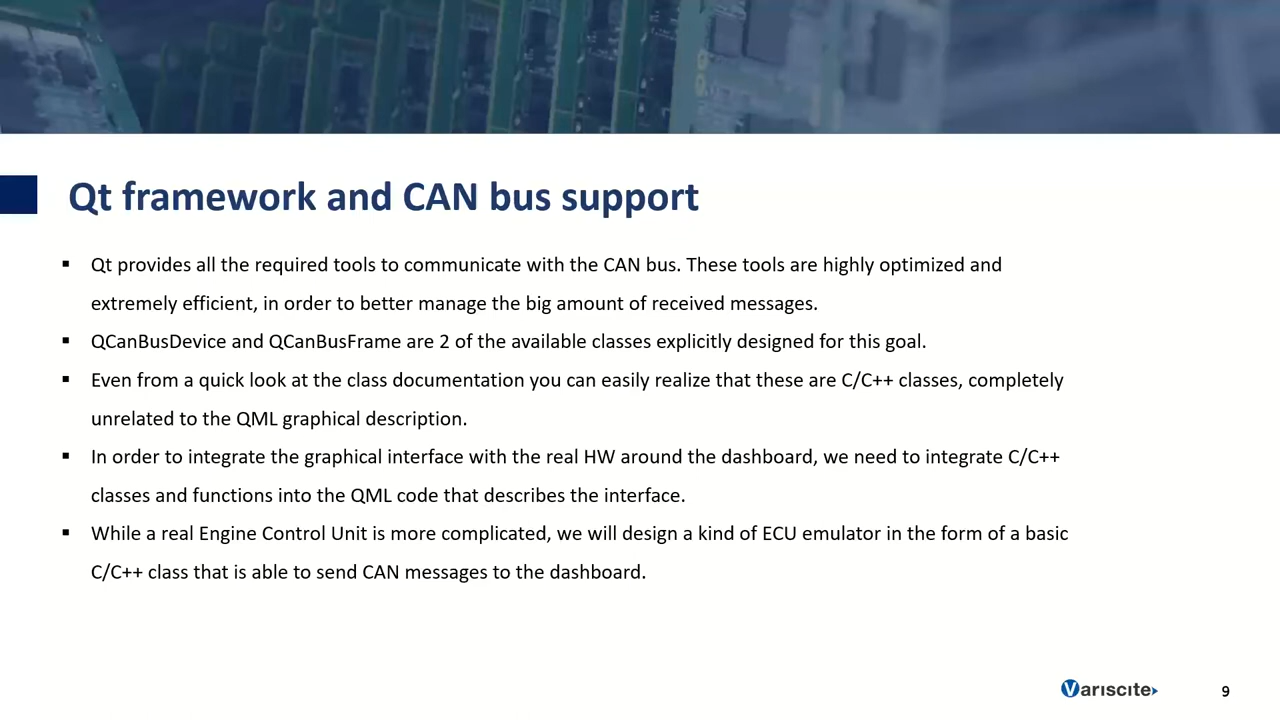 Qt framework and CAN bus support
▪ Qt provides all the required tools to communicate with the CAN bus. These tools are highly optimized and
extremely efficient, in order to better manage the big amount of received messages.
▪ QCanBusDevice and QCanBusFrame are 2 of the available classes explicitly designed for this goal.
▪ Even from a quick look at the class documentation you can easily realize that these are C/C++ classes, completely
unrelated to the QML graphical description.
▪ In order to integrate the graphical interface with the real HW around the dashboard, we need to integrate C/C++
classes and functions into the QML code that describes the interface.
▪ While a real Engine Control Unit is more complicated, we will design a kind of ECU emulator in the form of a basic
C/C++ class that is able to send CAN messages to the dashboard.
Variscite
9